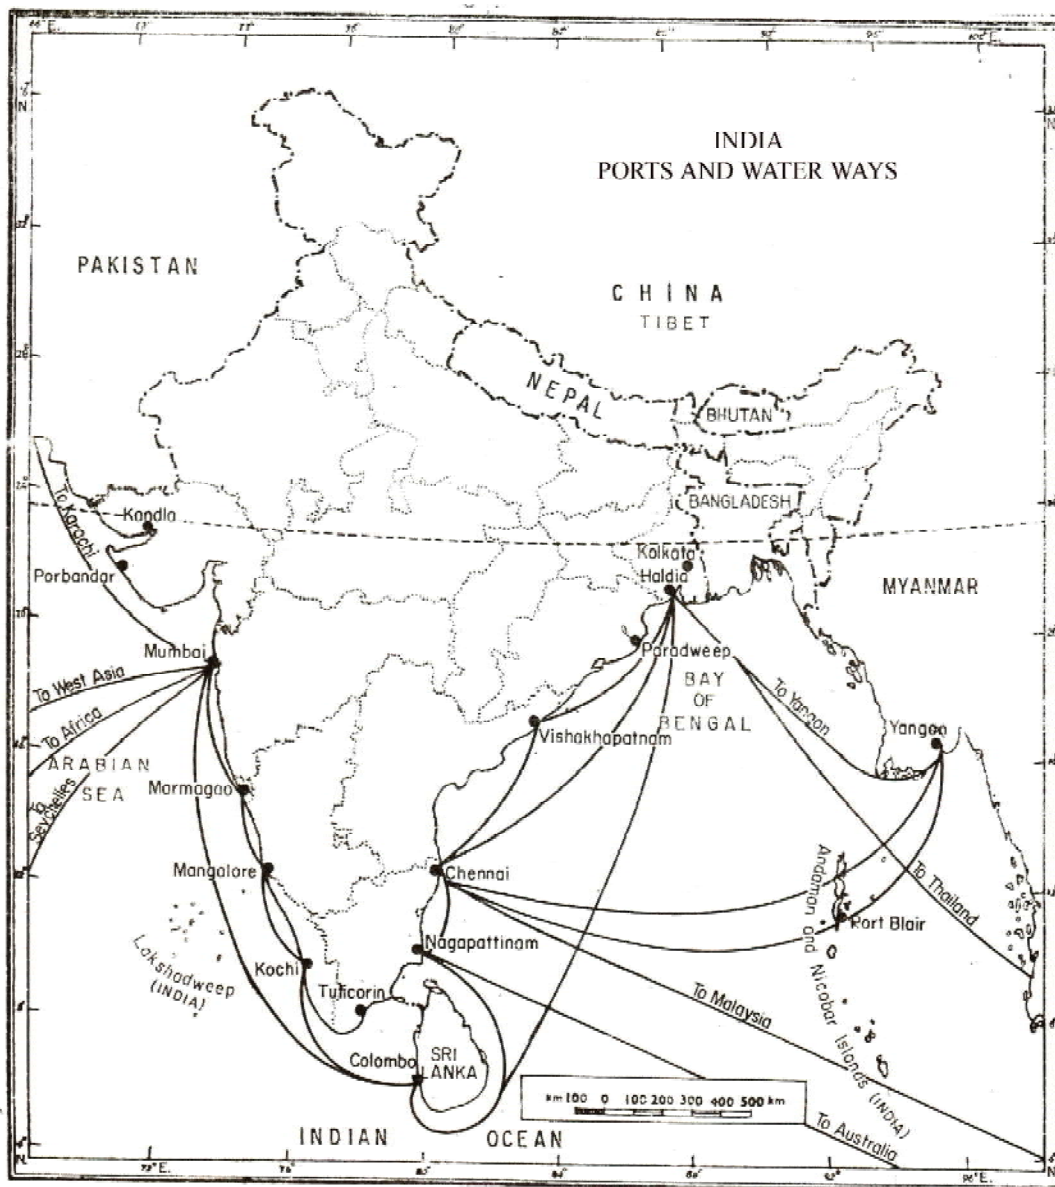 INDIA
PORTS AND WATER WAYS
PAKISTAN
CHINA
TIBET
NEPAL
BHUTAN
BANGLADESH
To Karachi
Kandla
Porbandar
Kolkata
Haldia
MYANMAR
Mumbai
Paradweep
To West Asia
BAY
OF
BENGAL
To Africa
To Yangon
Yangon
Vishakhapatnam
ARABIAN
SEA
To
Seychelles
Marmagao
Mangalore
Chennai
Andaman and Nicobar Islands (INDIA)
To Thailand
Port Blair
Nagapattinam
Lakshadweep
(INDIA)
Kochi
Tuticorin
To Malaysia
Colombo
SRI
LANKA
km 100 0 100 200 300 400 500 km
To Australia
INDIAN OCEAN